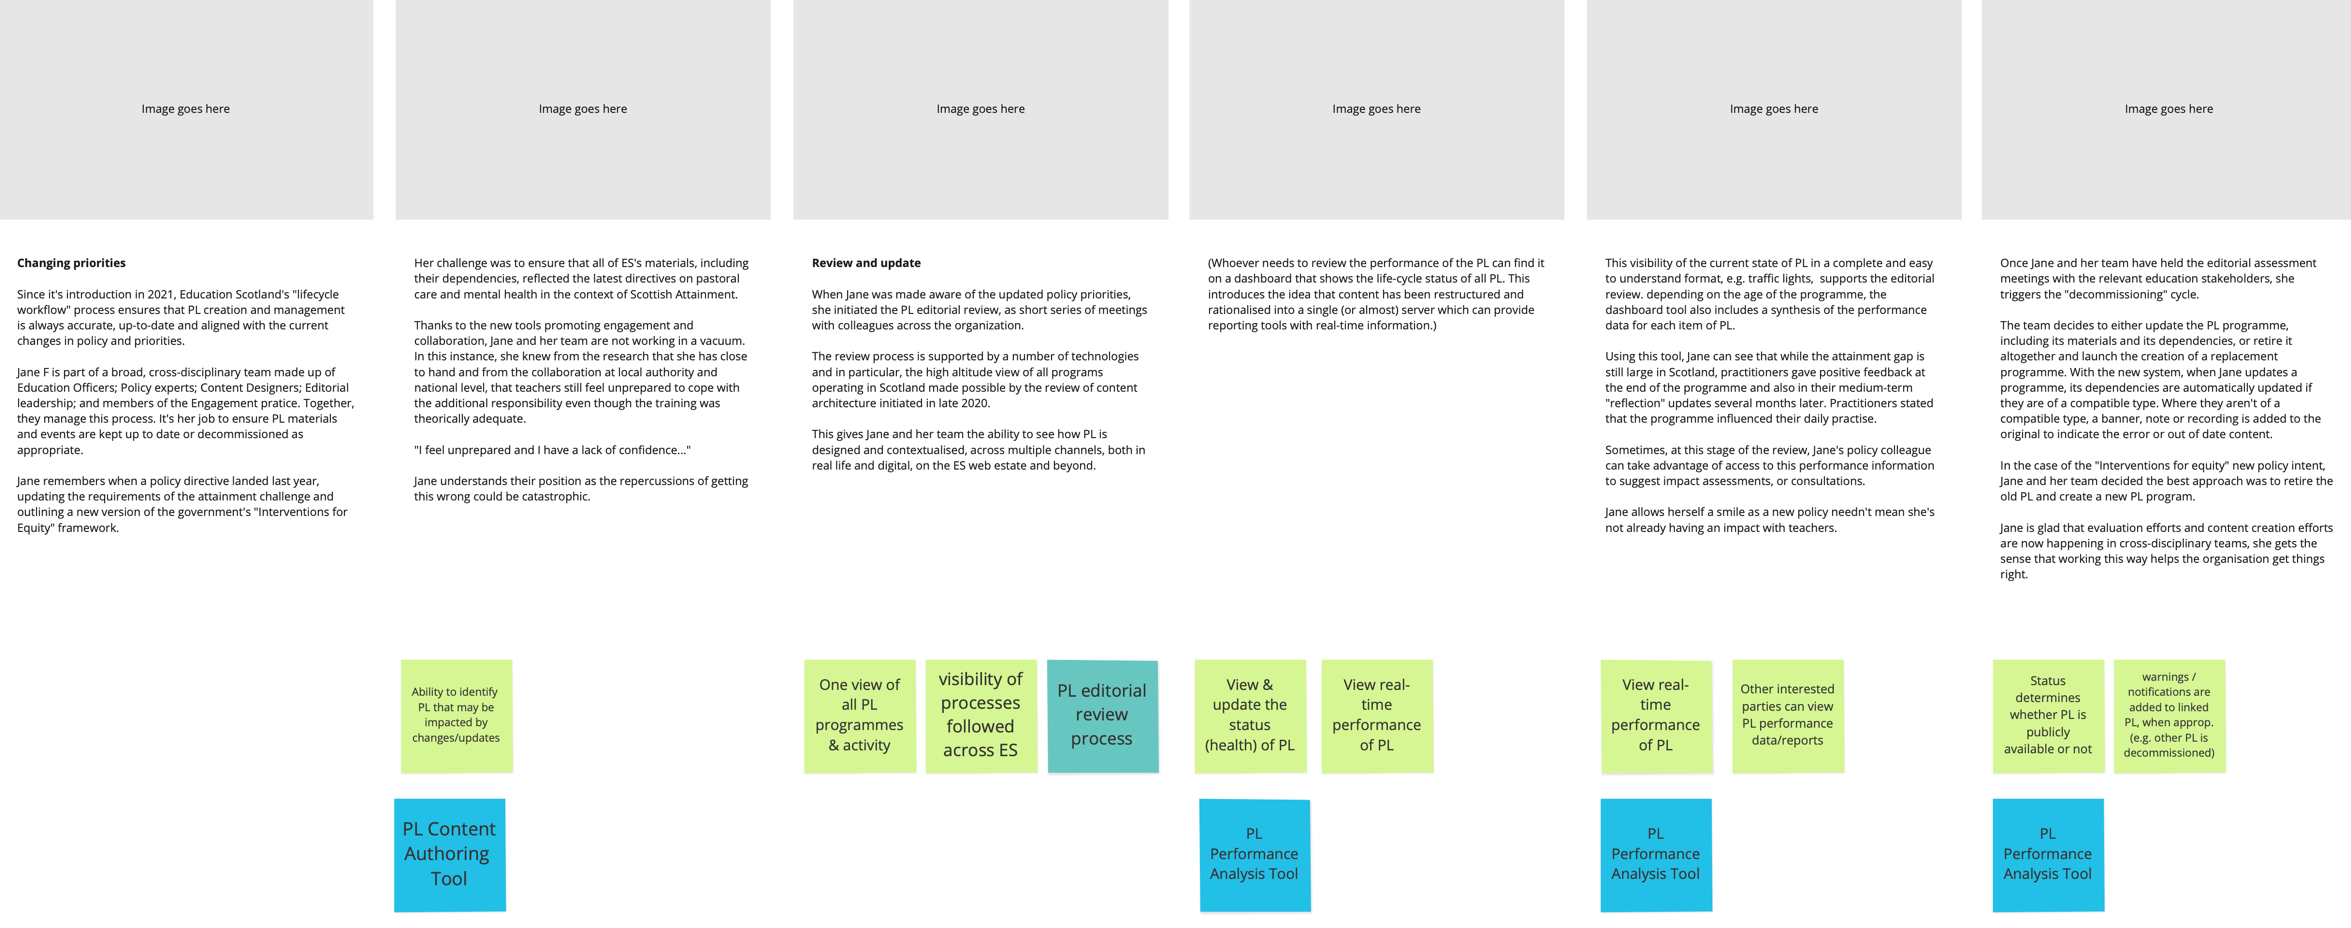 Image goes here
Image goes here
Image goes here
Image goes here
Image goes here
Image goes here
Changing priorities
Since it's introduction in 2021, Education Scotland's "lifecycle
workflow" process ensures that PL creation and management
is always accurate, up-to-date and aligned with the current
changes in policy and priorities.
Jane F is part of a broad, cross-disciplinary team made up of
Education Officers; Policy experts; Content Designers; Editorial
leadership; and members of the Engagement pratice. Together,
they manage this process. It's her job to ensure PL materials
and events are kept up to date or decommissioned as
appropriate.
Jane remembers when a policy directive landed last year,
updating the requirements of the attainment challenge and
outlining a new version of the government's "Interventions for
Equity" framework.
Her challenge was to ensure that all of ES's materials, including
their dependencies, reflected the latest directives on pastoral
care and mental health in the context of Scottish Attainment.
Thanks to the new tools promoting engagement and
collaboration, Jane and her team are not working in a vacuum.
In this instance, she knew from the research that she has close
to hand and from the collaboration at local authority and
national level, that teachers still feel unprepared to cope with
the additional responsibility even though the training was
theorically adequate.
"I feel unprepared and I have a lack of confidence..."
Jane understands their position as the repercussions of getting
this wrong could be catastrophic.
Review and update
When Jane was made aware of the updated policy priorities,
she initiated the PL editorial review, as short series of meetings
with colleagues across the organization.
The review process is supported by a number of technologies
and in particular, the high altitude view of all programs
operating in Scotland made possible by the review of content
architecture initiated in late 2020.
This gives Jane and her team the ability to see how PL is
designed and contextualised, across multiple channels, both in
real life and digital, on the ES web estate and beyond.
(Whoever needs to review the performance of the PL can find it
on a dashboard that shows the life-cycle status of all PL. This
introduces the idea that content has been restructured and
rationalised into a single (or almost) server which can provide
reporting tools with real-time information.)
This visibility of the current state of PL in a complete and easy
to understand format, e.g. traffic lights, supports the editorial
review. depending on the age of the programme, the
dashboard tool also includes a synthesis of the performance
data for each item of PL.
Using this tool, Jane can see that while the attainment gap is
still large in Scotland, practitioners gave positive feedback at
the end of the programme and also in their medium-term
"reflection" updates several months later. Practitioners stated
that the programme influenced their daily practise.
Sometimes, at this stage of the review, Jane's policy colleague
can take advantage of access to this performance information
to suggest impact assessments, or consultations.
Jane allows herself a smile as a new policy needn't mean she's
not already having an impact with teachers.
Once Jane and her team have held the editorial assessment
meetings with the relevant education stakeholders, she
triggers the "decommissioning" cycle.
The team decides to either update the PL programme,
including its materials and its dependencies, or retire it
altogether and launch the creation of a replacement
programme. With the new system, when Jane updates a
programme, its dependencies are automatically updated if
they are of a compatible type. Where they aren't of a
compatible type, a banner, note or recording is added to the
original to indicate the error or out of date content.
In the case of the "Interventions for equity" new policy intent,
Jane and her team decided the best approach was to retire the
old PL and create a new PL program.
Jane is glad that evaluation efforts and content creation efforts
are now happening in cross-disciplinary teams, she gets the
sense that working this way helps the organisation get things
right.
Ability to identify
PL that may be
impacted by
changes/updates
One view of
all PL
programmes
& activity
visibility of
processes
followed
across ES
PL editorial
review
process
View &
update the
status
(health) of PL
View real-
time
performance
of PL
View real-
time
performance
of PL
Other interested
parties can view
PL performance
data/reports
Status
determines
whether PL is
publicly
available or not
warnings /
notifications are
added to linked
PL, when approp.
(e.g. other PL is
decommissioned)
PL Content
Authoring
Tool
PL
Performance
Analysis Tool
PL
Performance
Analysis Tool
PL
Performance
Analysis Tool